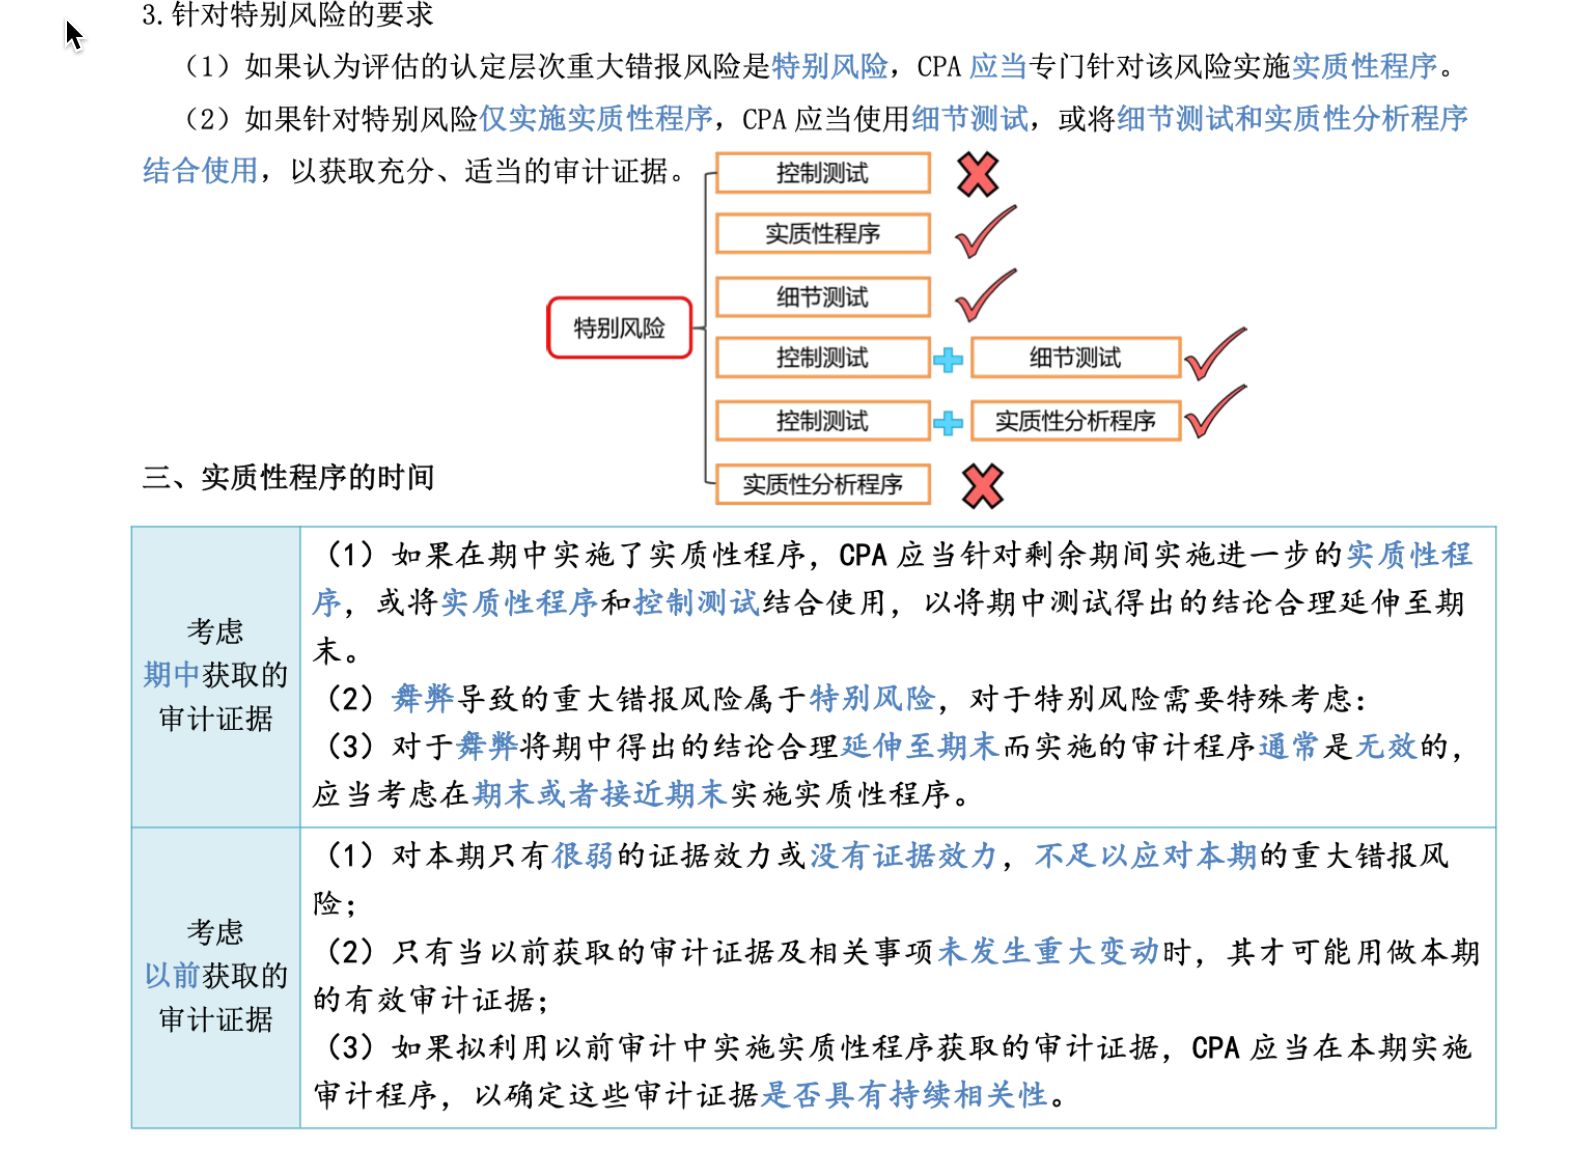 3.针对特别风险的要求
（1）如果认为评估的认定层次重大错报风险是特别风险，CPA 应当专门针对该风险实施实质性程序。
（2）如果针对特别风险仅实施实质性程序，CPA 应当使用细节测试，或将细节测试和实质性分析程序
结合使用，以获取充分、适当的审计证据。
控制测试
实质性程序
细节测试
特别风险
控制测试 细节测试
控制测试 实质性分析程序
实质性分析程序
三、实质性程序的时间
考虑
期中获取的
审计证据
（1）如果在期中实施了实质性程序，CPA 应当针对剩余期间实施进一步的实质性程
序，或将实质性程序和控制测试结合使用，以将期中测试得出的结论合理延伸至期
末。
（2）舞弊导致的重大错报风险属于特别风险，对于特别风险需要特殊考虑：
（3）对于舞弊将期中得出的结论合理延伸至期末而实施的审计程序通常是无效的，
应当考虑在期末或者接近期末实施实质性程序。
考虑
以前获取的
审计证据
（1）对本期只有很弱的证据效力或没有证据效力，不足以应对本期的重大错报风
险；
（2）只有当以前获取的审计证据及相关事项未发生重大变动时，其才可能用做本期
的有效审计证据；
（3）如果拟利用以前审计中实施实质性程序获取的审计证据，CPA 应当在本期实施
审计程序，以确定这些审计证据是否具有持续相关性。